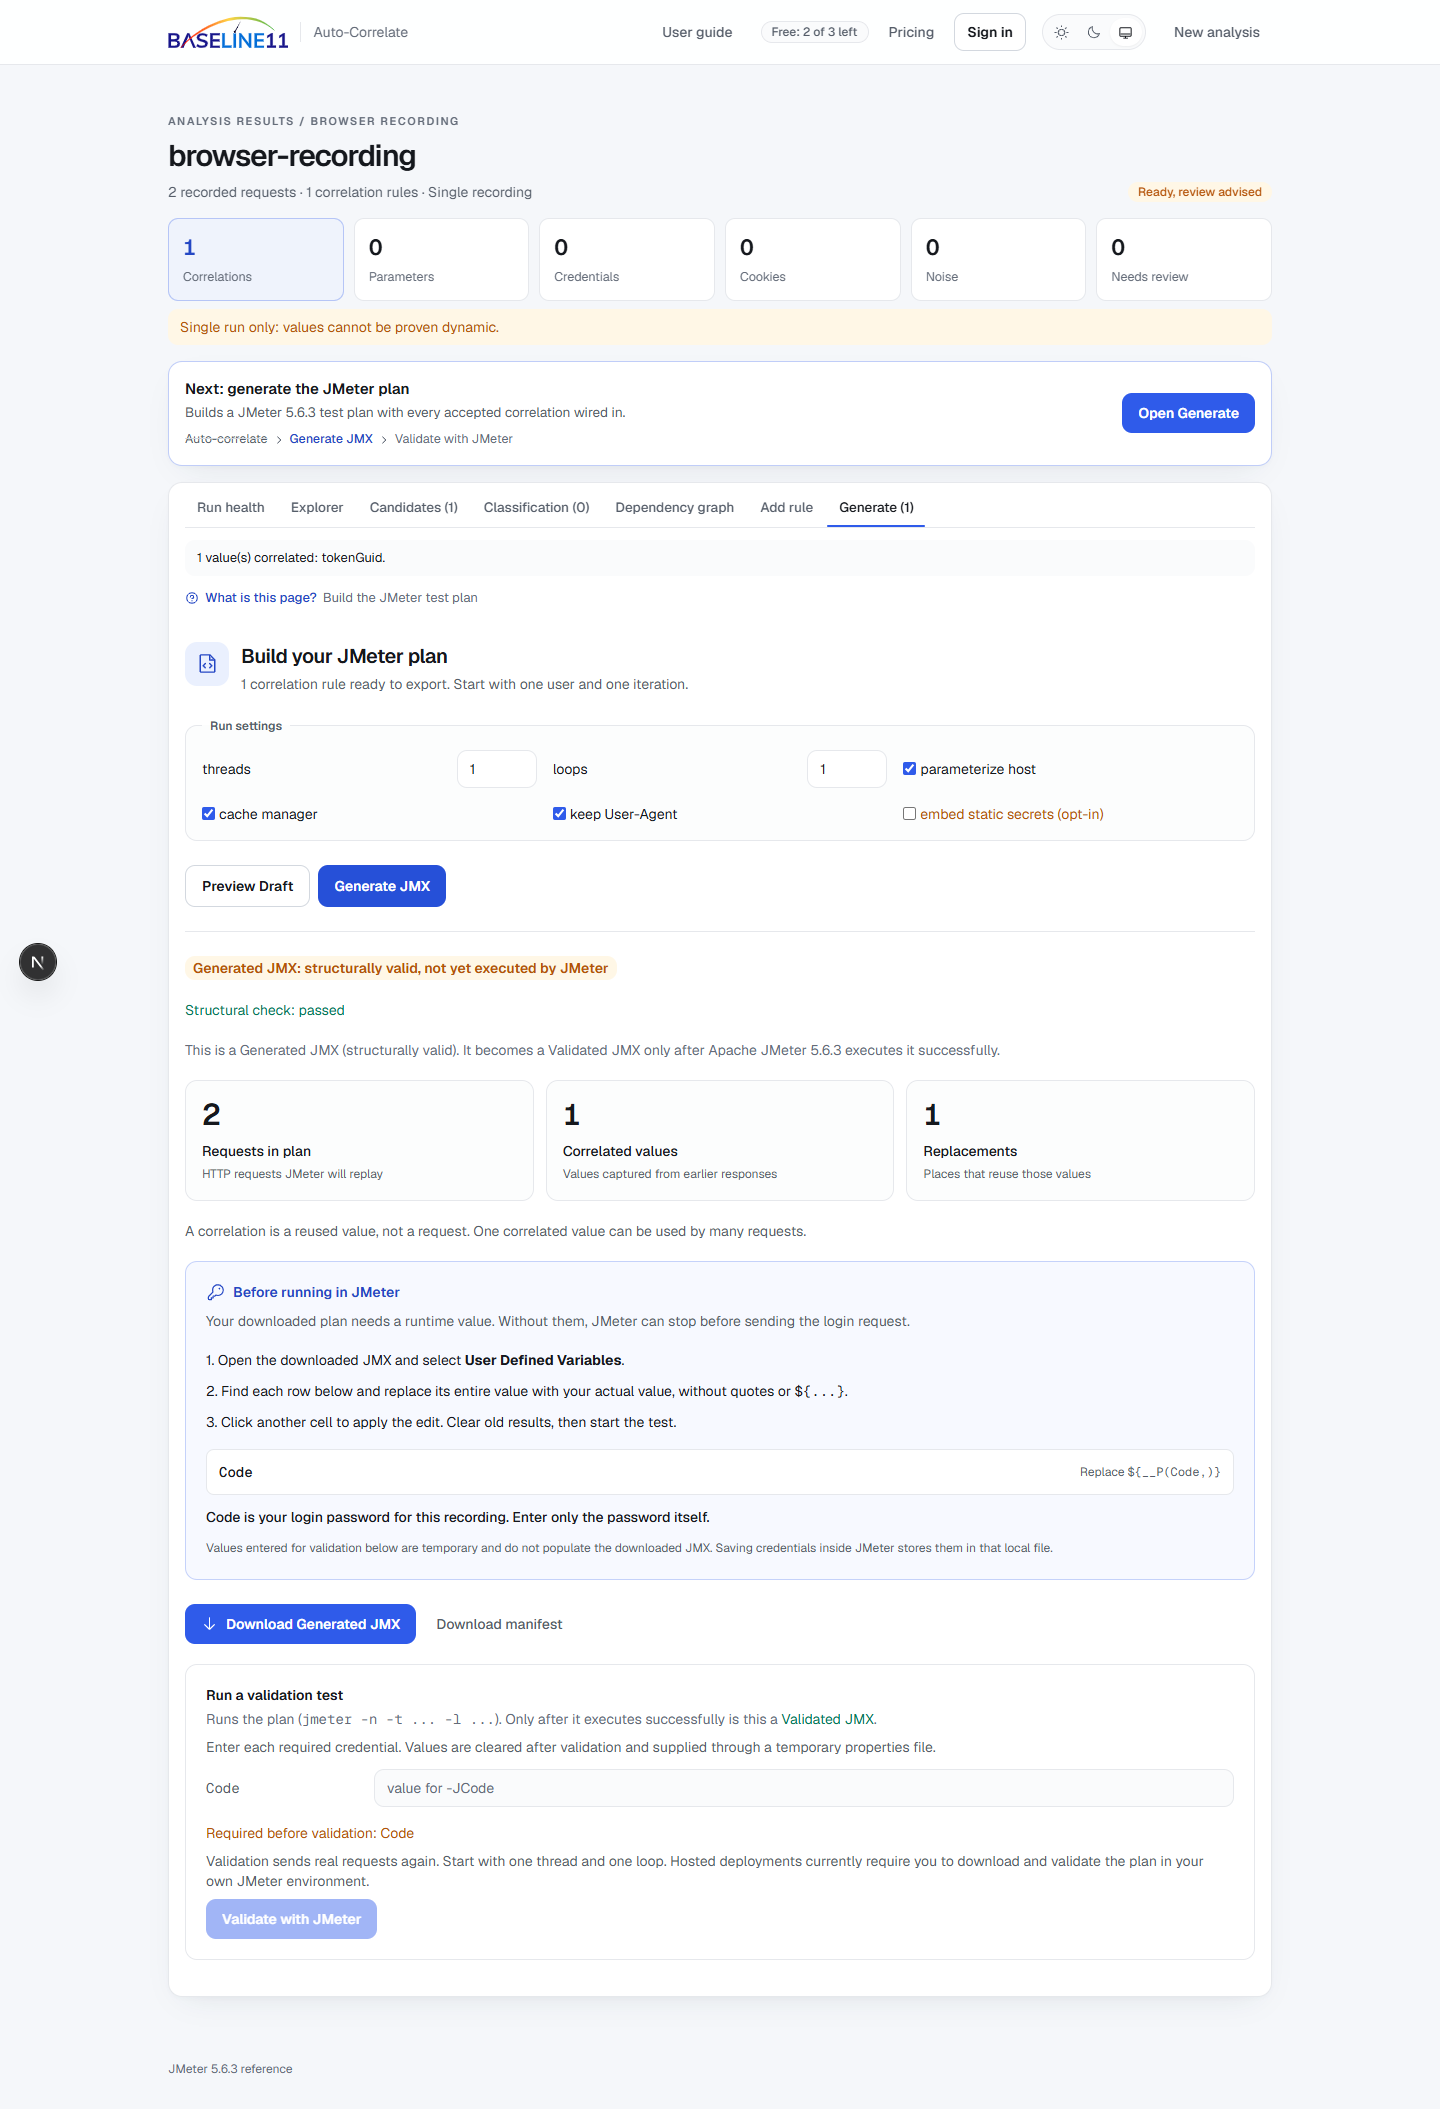 BASELINE11
Auto-Correlate
User guide
Free: 2 of 3 left
Pricing
Sign in
New analysis
ANALYSIS RESULTS / BROWSER RECORDING
browser-recording
2 recorded requests · 1 correlation rules · Single recording
Ready, review advised
1
Correlations
0
Parameters
0
Credentials
0
Cookies
0
Noise
0
Needs review
Single run only: values cannot be proven dynamic.
Next: generate the JMeter plan
Builds a JMeter 5.6.3 test plan with every accepted correlation wired in.
Auto-correlate > Generate JMX > Validate with JMeter
Open Generate
Run health
Explorer
Candidates (1)
Classification (0)
Dependency graph
Add rule
Generate (1)
1 value(s) correlated: tokenGuid.
What is this page? Build the JMeter test plan
Build your JMeter plan
1 correlation rule ready to export. Start with one user and one iteration.
Run settings
threads
1
loops
1
parameterize host
cache manager
keep User-Agent
embed static secrets (opt-in)
Preview Draft
Generate JMX
N
Generated JMX: structurally valid, not yet executed by JMeter
Structural check: passed
This is a Generated JMX (structurally valid). It becomes a Validated JMX only after Apache JMeter 5.6.3 executes it successfully.
2
Requests in plan
HTTP requests JMeter will replay
1
Correlated values
Values captured from earlier responses
1
Replacements
Places that reuse those values
A correlation is a reused value, not a request. One correlated value can be used by many requests.
Before running in JMeter
Your downloaded plan needs a runtime value. Without them, JMeter can stop before sending the login request.
1. Open the downloaded JMX and select User Defined Variables.
2. Find each row below and replace its entire value with your actual value, without quotes or ${...}.
3. Click another cell to apply the edit. Clear old results, then start the test.
Code
Replace ${__P(Code,)}
Code is your login password for this recording. Enter only the password itself.
Values entered for validation below are temporary and do not populate the downloaded JMX. Saving credentials inside JMeter stores them in that local file.
Download Generated JMX
Download manifest
Run a validation test
Runs the plan (jmeter -n -t ... -l ...). Only after it executes successfully is this a Validated JMX.
Enter each required credential. Values are cleared after validation and supplied through a temporary properties file.
Code
value for -JCode
Required before validation: Code
Validation sends real requests again. Start with one thread and one loop. Hosted deployments currently require you to download and validate the plan in your
own JMeter environment.
Validate with JMeter
JMeter 5.6.3 reference